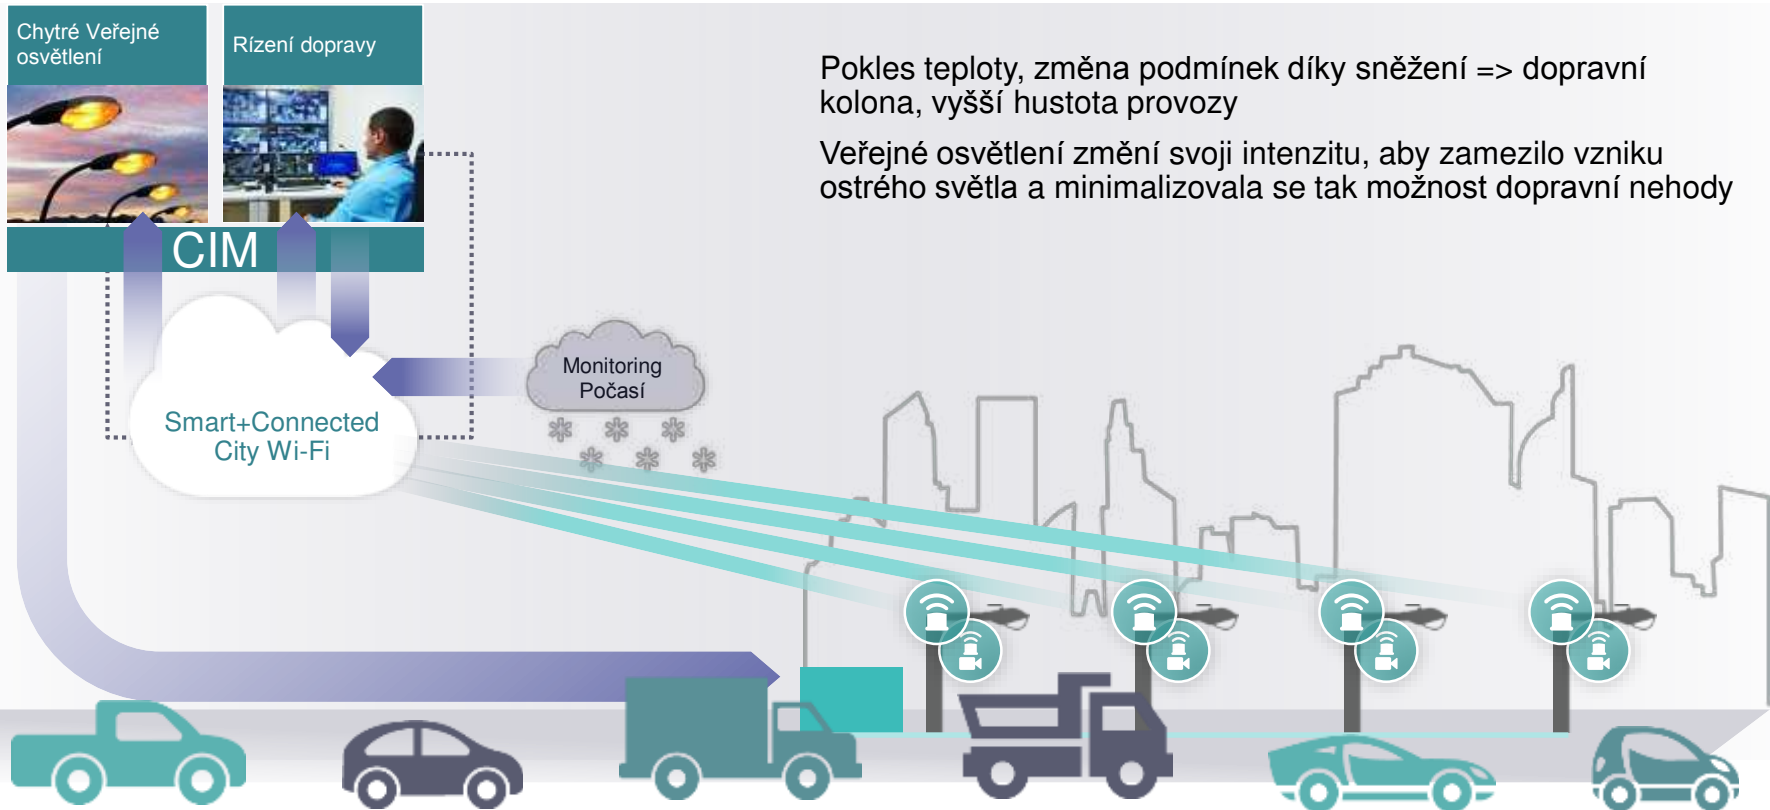 Chytré Veřejné
osvětlení
Rízení dopravy
Pokles teploty, změna podmínek díky sněžení => dopravní
kolona, vyšší hustota provozy
Veřejné osvětlení změní svoji intenzitu, aby zamezilo vzniku
ostrého světla a minimalizovala se tak možnost dopravní nehody
CIM
Monitoring
Počasí
Smart+Connected
City Wi-Fi